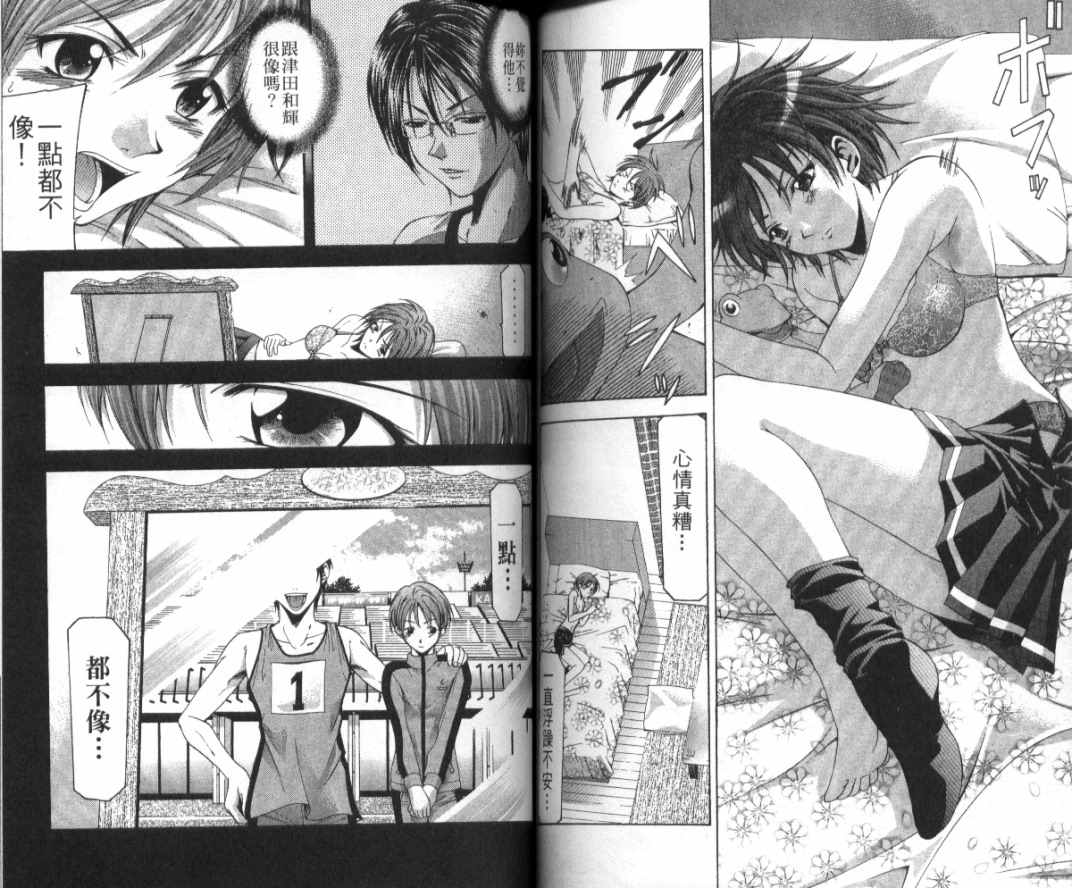 ボフッ
心情真糟…
一直浮躁不安…
妳不覺
得他…
跟津田和輝
很像嗎？
一點都不
像！
………
一點…
都不像…
1
KA